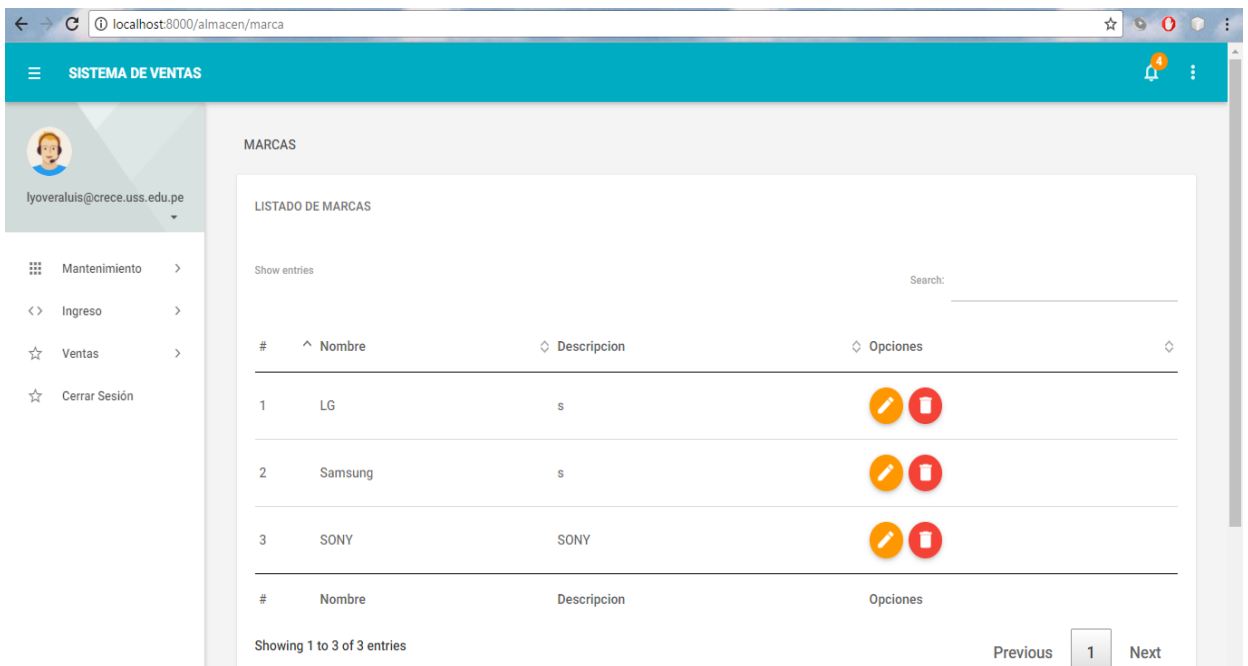 localhost:8000/almacen/marca
SISTEMA DE VENTAS
4
lyoveraluis@crece.uss.edu.pe
Mantenimiento
Ingreso
Ventas
Cerrar Sesión
MARCAS
LISTADO DE MARCAS
Show entries
Search:
# Nombre Descripcion Opciones
1 LG s
2 Samsung s
3 SONY SONY
# Nombre Descripcion Opciones
Showing 1 to 3 of 3 entries
Previous 1 Next